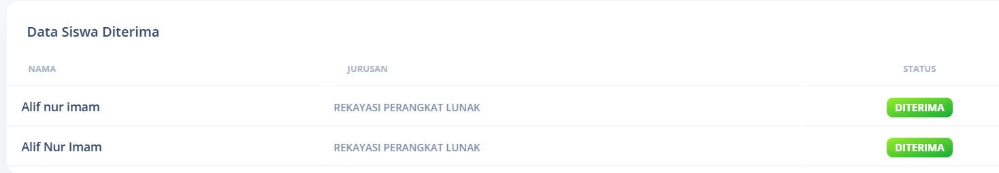 Data Siswa Diterima
NAMA JURUSAN STATUS
Alif nur imam REKAYASI PERANGKAT LUNAK DITERIMA
Alif Nur Imam REKAYASI PERANGKAT LUNAK DITERIMA